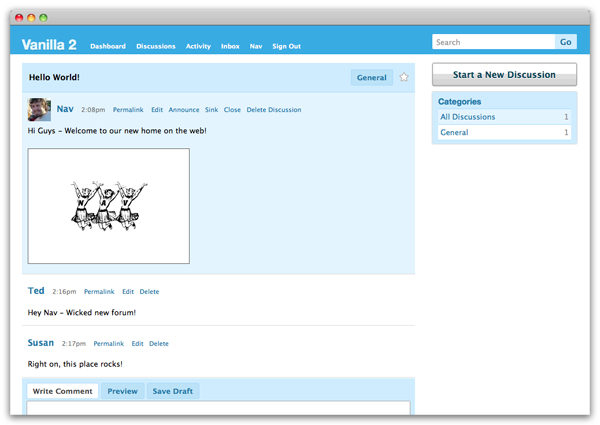 Vanilla 2 Dashboard Discussions Activity Inbox Nav Sign Out Search Go
Hello World! General
Start a New Discussion
Nav 2:08pm Permalink Edit Announce Sink Close Delete Discussion
Hi Guys – Welcome to our new home on the web!
N A V
Categories
All Discussions 1
General 1
Ted 2:16pm Permalink Edit Delete
Hey Nav – Wicked new forum!
Susan 2:17pm Permalink Edit Delete
Right on, this place rocks!
Write Comment Preview Save Draft